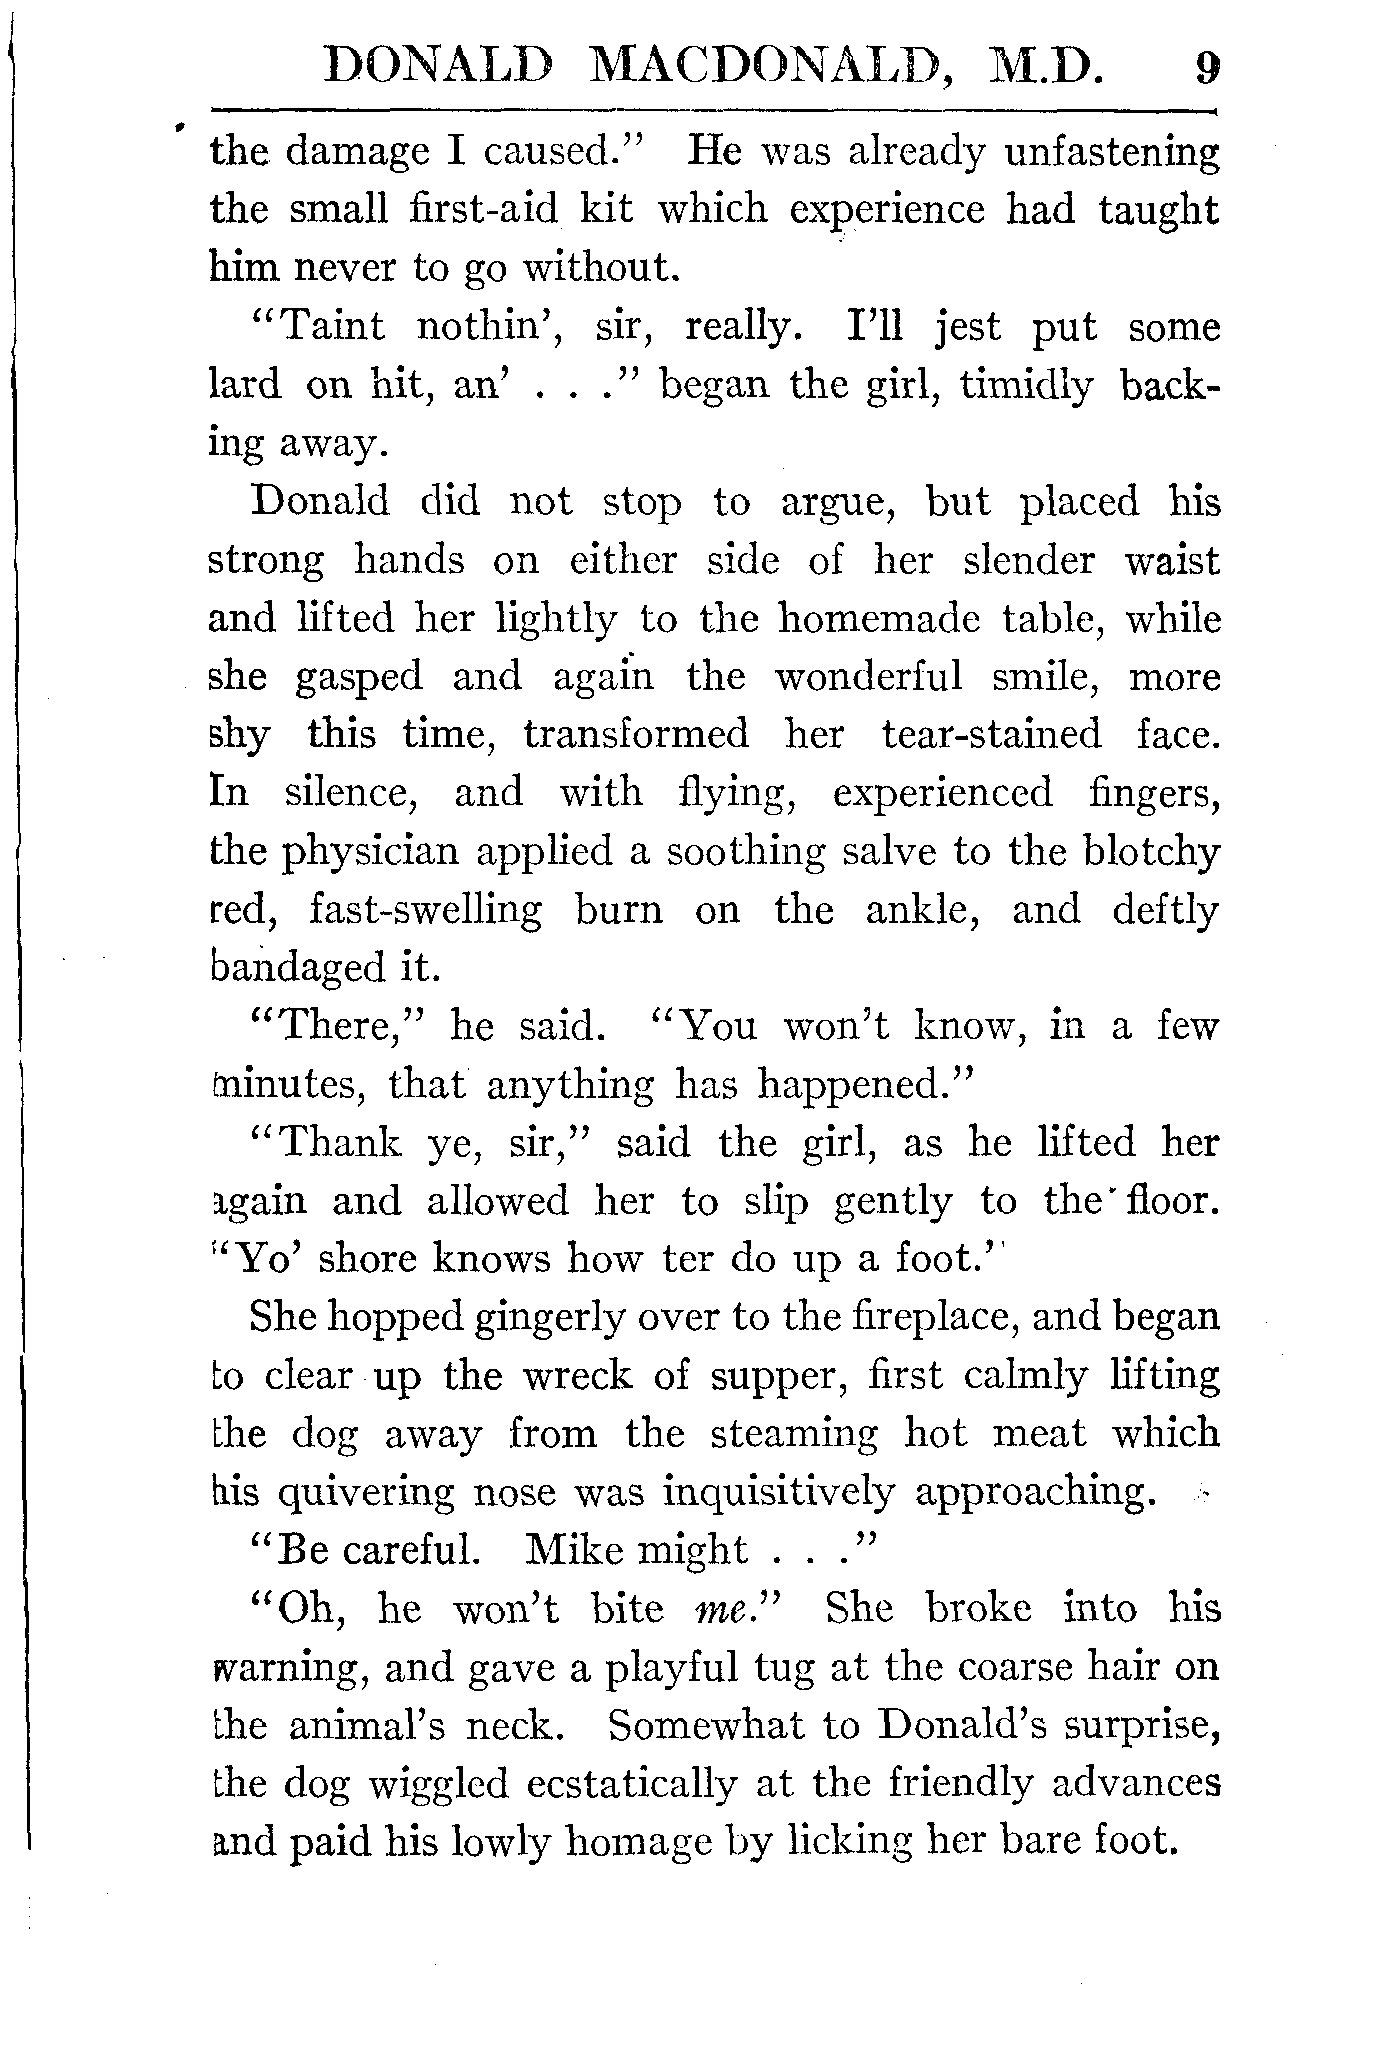 DONALD MACDONALD, M.D. 9
the damage I caused.” He was already unfastening
the small first-aid kit which experience had taught
him never to go without.
“Taint nothin’, sir, really. I’ll jest put some
lard on hit, an’ . . .” began the girl, timidly back-
ing away.
Donald did not stop to argue, but placed his
strong hands on either side of her slender waist
and lifted her lightly to the homemade table, while
she gasped and again the wonderful smile, more
shy this time, transformed her tear-stained face.
In silence, and with flying, experienced fingers,
the physician applied a soothing salve to the blotchy
red, fast-swelling burn on the ankle, and deftly
bandaged it.
“There,” he said. “You won’t know, in a few
minutes, that anything has happened.”
“Thank ye, sir,” said the girl, as he lifted her
again and allowed her to slip gently to the floor.
“Yo’ shore knows how ter do up a foot.”
She hopped gingerly over to the fireplace, and began
to clear up the wreck of supper, first calmly lifting
the dog away from the steaming hot meat which
his quivering nose was inquisitively approaching.
“Be careful. Mike might . . .”
“Oh, he won’t bite me.” She broke into his
warning, and gave a playful tug at the coarse hair on
the animal’s neck. Somewhat to Donald’s surprise,
the dog wiggled ecstatically at the friendly advances
and paid his lowly homage by licking her bare foot.